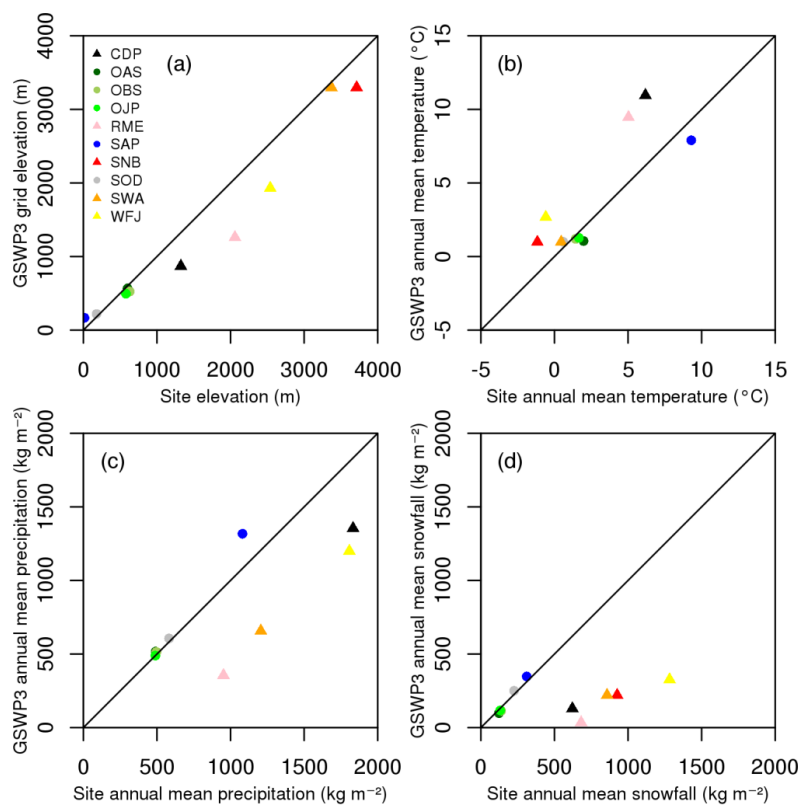 (a)
CDP
OAS
OBS
OJP
RME
SAP
SNB
SOD
SWA
WFJ
GSWP3 grid elevation (m)
0 1000 2000 3000 4000
0 1000 2000 3000 4000
Site elevation (m)
(b)
GSWP3 annual mean temperature (°C)
-5 0 5 10 15
-5 0 5 10 15
Site annual mean temperature (°C)
(c)
GSWP3 annual mean precipitation (kg m⁻²)
0 500 1000 1500 2000
0 500 1000 1500 2000
Site annual mean precipitation (kg m⁻²)
(d)
GSWP3 annual mean snowfall (kg m⁻²)
0 500 1000 1500 2000
0 500 1000 1500 2000
Site annual mean snowfall (kg m⁻²)